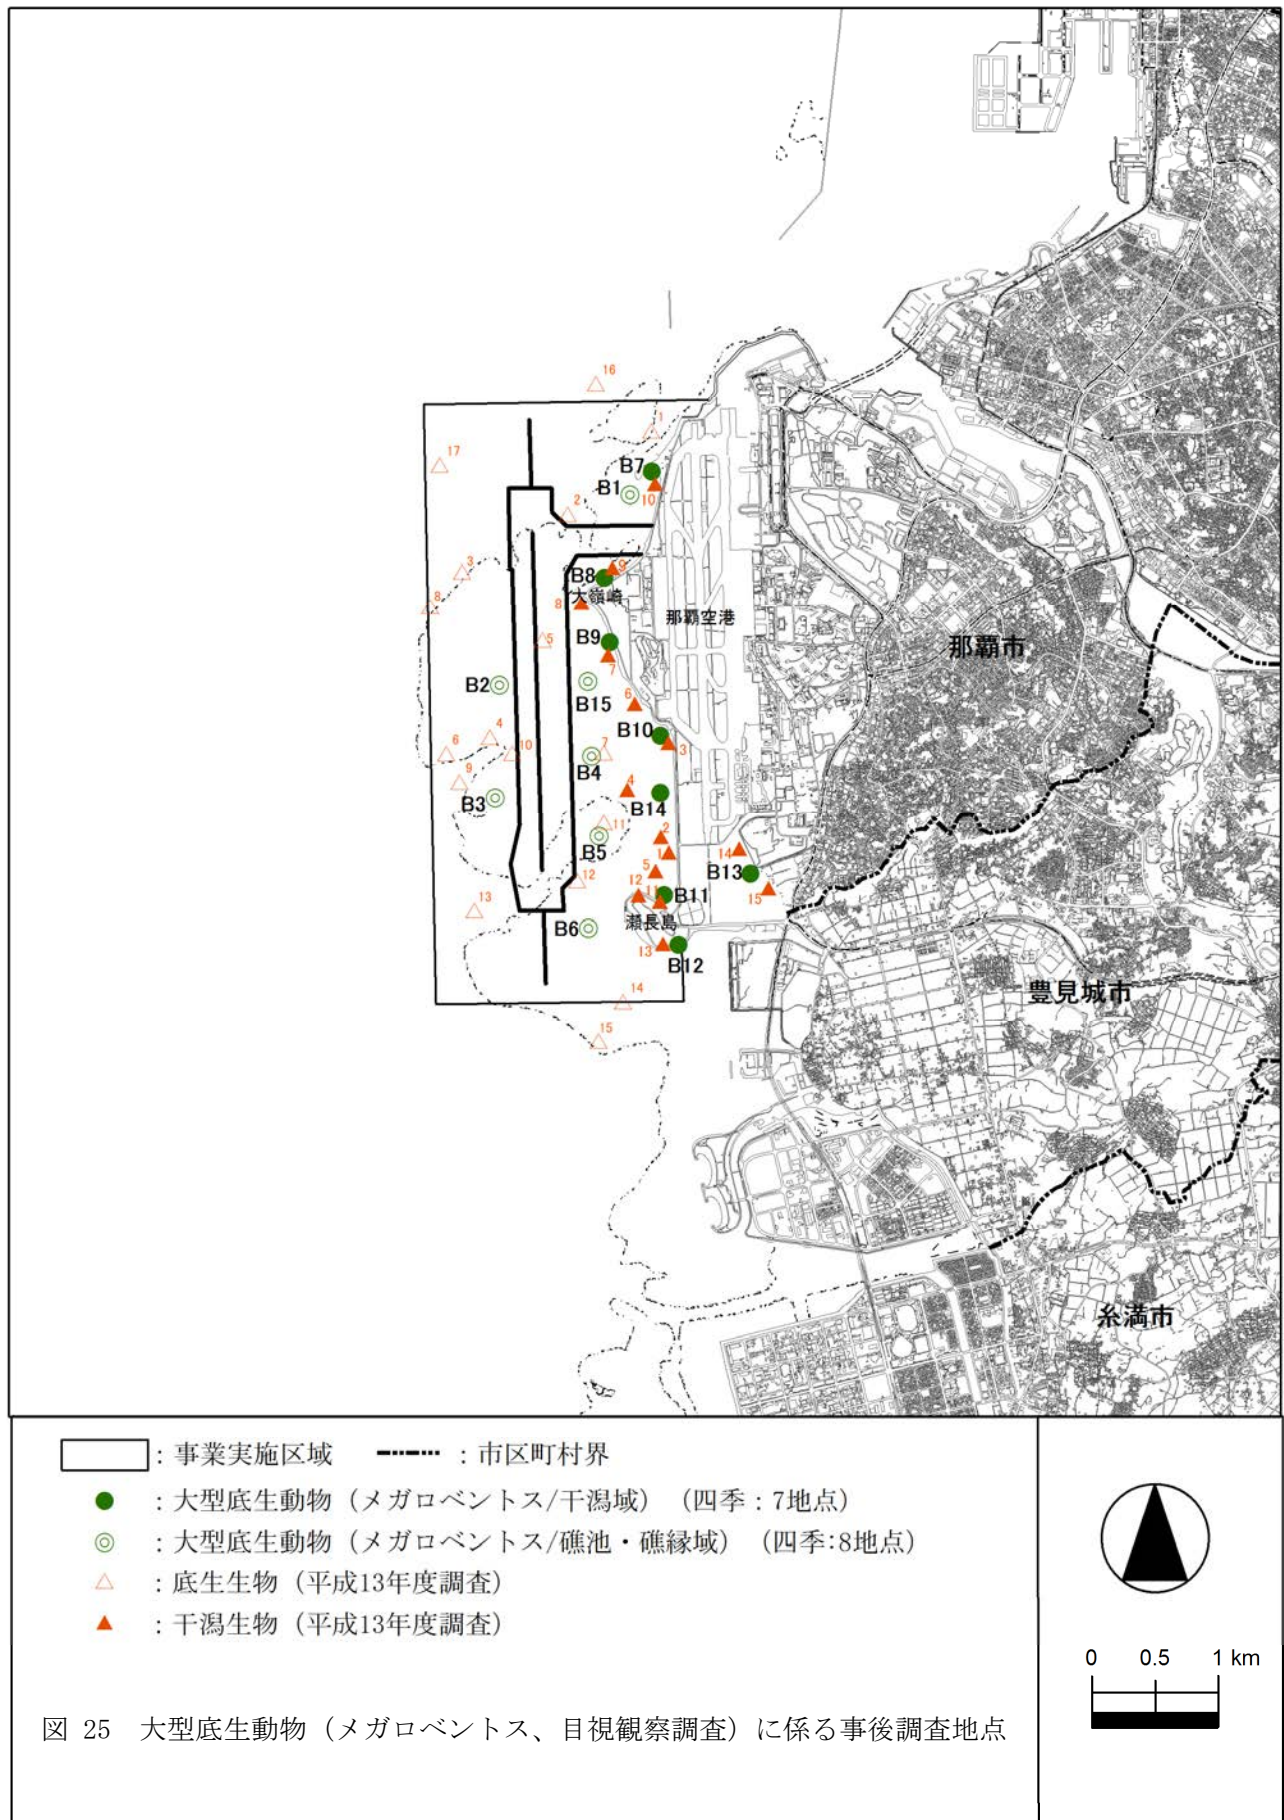 16
1
17
B7
B1
10
2
3
9
B8
大嶺崎
8
8
那覇空港
5
B9
那覇市
7
B2
B15
6
4
B10
3
6
10
7
B4
9
4
B14
B3
11
2
B5
1
14
5
B13
12
12
11
B11
15
13
瀬長島
B6
13
B12
豊見城市
14
15
糸満市
：事業実施区域
：市区町村界
：大型底生動物（メガロベントス/干潟域）（四季：7地点）
：大型底生動物（メガロベントス/礁池・礁縁域）（四季:8地点）
：底生生物（平成13年度調査）
：干潟生物（平成13年度調査）
0 0.5 1 km
図 25 大型底生動物（メガロベントス、目視観察調査）に係る事後調査地点